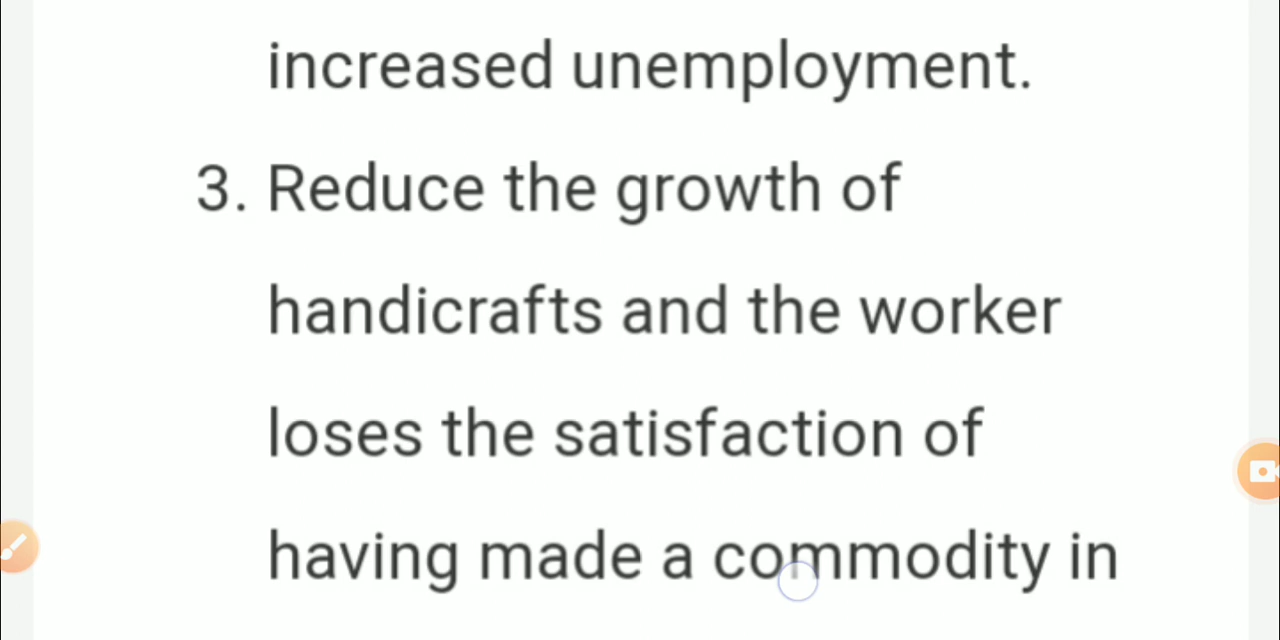 increased unemployment.
3. Reduce the growth of
handicrafts and the worker
loses the satisfaction of
having made a commodity in